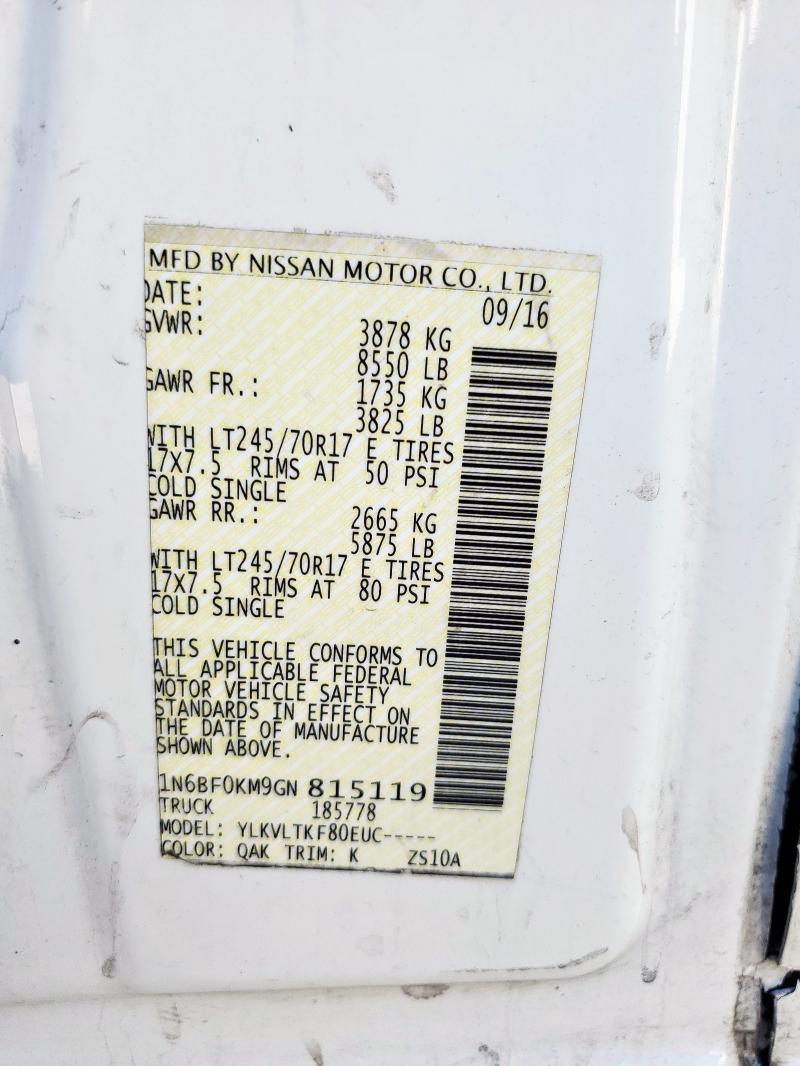 MFD BY NISSAN MOTOR CO., LTD.
DATE: 09/16
GVWR: 3878 KG
8550 LB
GAWR FR.: 1735 KG
3825 LB
WITH LT245/70R17 E TIRES
17X7.5 RIMS AT 50 PSI
COLD SINGLE
GAWR RR.: 2665 KG
5875 LB
WITH LT245/70R17 E TIRES
17X7.5 RIMS AT 80 PSI
COLD SINGLE
THIS VEHICLE CONFORMS TO
ALL APPLICABLE FEDERAL
MOTOR VEHICLE SAFETY
STANDARDS IN EFFECT ON
THE DATE OF MANUFACTURE
SHOWN ABOVE.
1N6BF0KM9GN 815119
TRUCK 185778
MODEL: YLKVLTKF80EUC-----
COLOR: QAK TRIM: K ZS10A